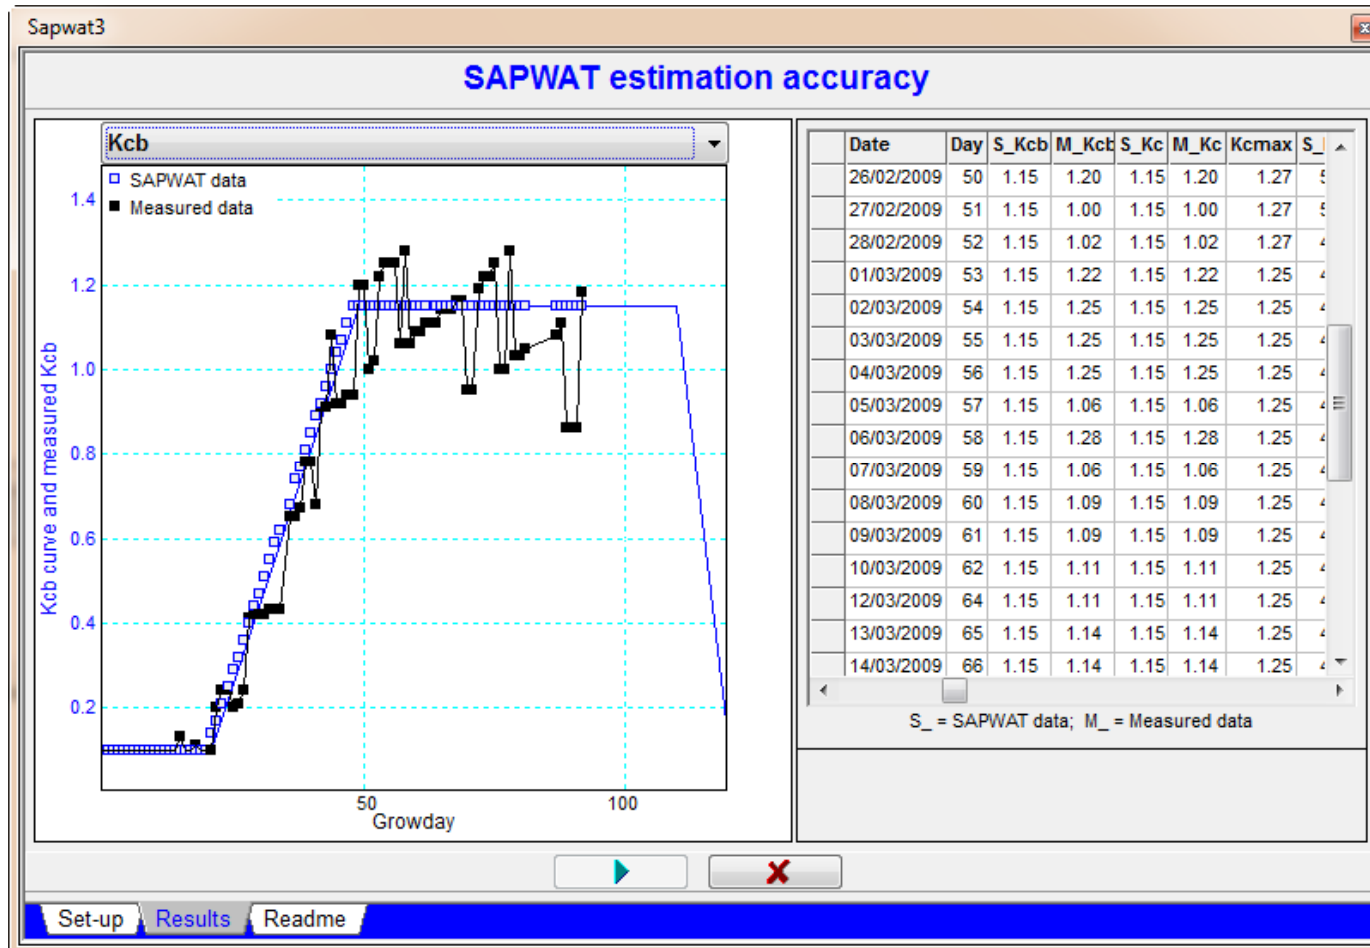 Sapwat3
SAPWAT estimation accuracy
Kcb
SAPWAT data
Measured data
1.4
1.2
1.0
0.8
0.6
0.4
0.2
Kcb curve and measured Kcb
50
100
Growday
Date Day S_Kcb M_Kcb S_Kc M_Kc Kcmax S_
26/02/2009 50 1.15 1.20 1.15 1.20 1.27
27/02/2009 51 1.15 1.00 1.15 1.00 1.27
28/02/2009 52 1.15 1.02 1.15 1.02 1.27
01/03/2009 53 1.15 1.22 1.15 1.22 1.25
02/03/2009 54 1.15 1.25 1.15 1.25 1.25
03/03/2009 55 1.15 1.25 1.15 1.25 1.25
04/03/2009 56 1.15 1.25 1.15 1.25 1.25
05/03/2009 57 1.15 1.06 1.15 1.06 1.25
06/03/2009 58 1.15 1.28 1.15 1.28 1.25
07/03/2009 59 1.15 1.06 1.15 1.06 1.25
08/03/2009 60 1.15 1.09 1.15 1.09 1.25
09/03/2009 61 1.15 1.09 1.15 1.09 1.25
10/03/2009 62 1.15 1.11 1.15 1.11 1.25
12/03/2009 64 1.15 1.11 1.15 1.11 1.25
13/03/2009 65 1.15 1.14 1.15 1.14 1.25
14/03/2009 66 1.15 1.14 1.15 1.14 1.25
S_ = SAPWAT data; M_ = Measured data
Set-up Results Readme